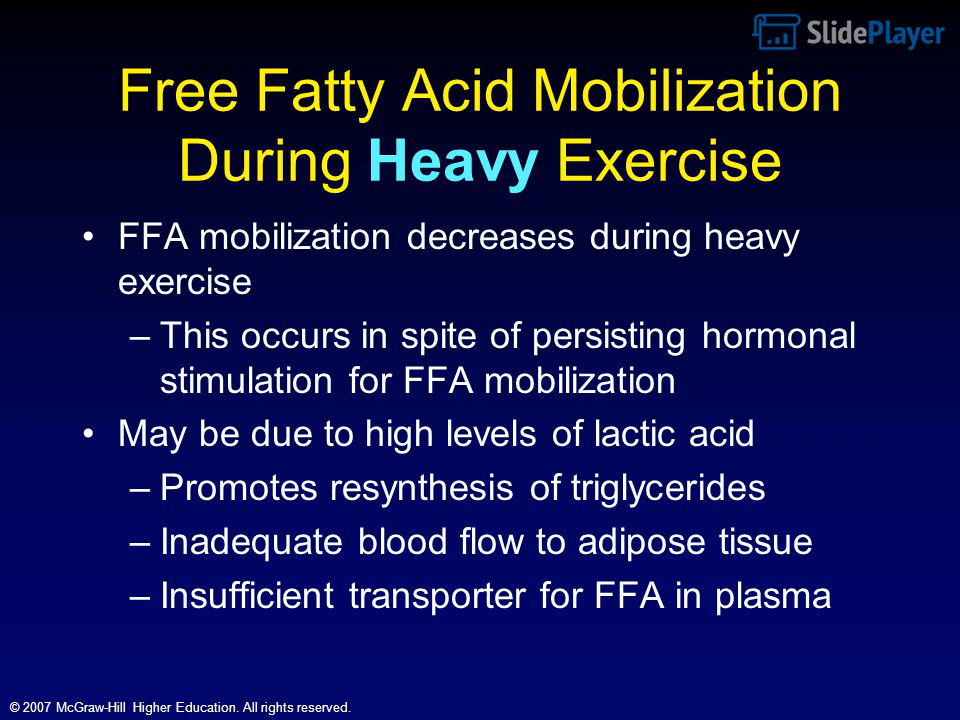 SlidePlayer
Free Fatty Acid Mobilization
During Heavy Exercise
• FFA mobilization decreases during heavy
exercise
– This occurs in spite of persisting hormonal
stimulation for FFA mobilization
• May be due to high levels of lactic acid
– Promotes resynthesis of triglycerides
– Inadequate blood flow to adipose tissue
– Insufficient transporter for FFA in plasma
© 2007 McGraw-Hill Higher Education. All rights reserved.